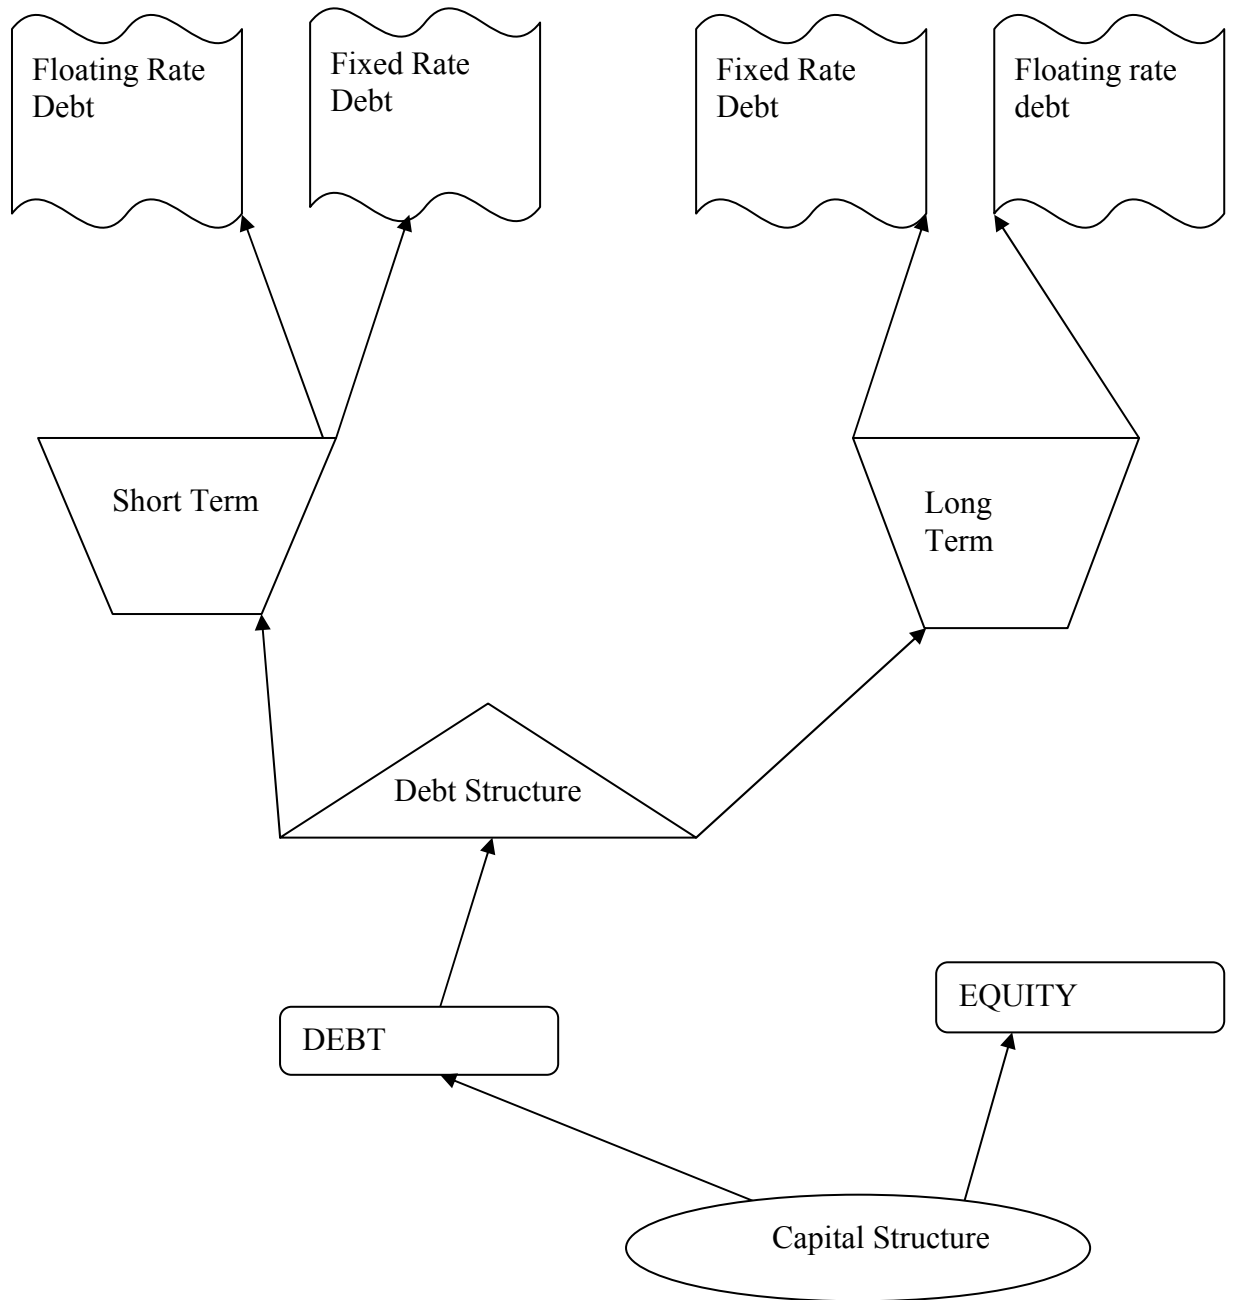 Floating Rate
Debt
Fixed Rate
Debt
Fixed Rate
Debt
Floating rate
debt
Short Term
Long
Term
Debt Structure
EQUITY
DEBT
Capital Structure